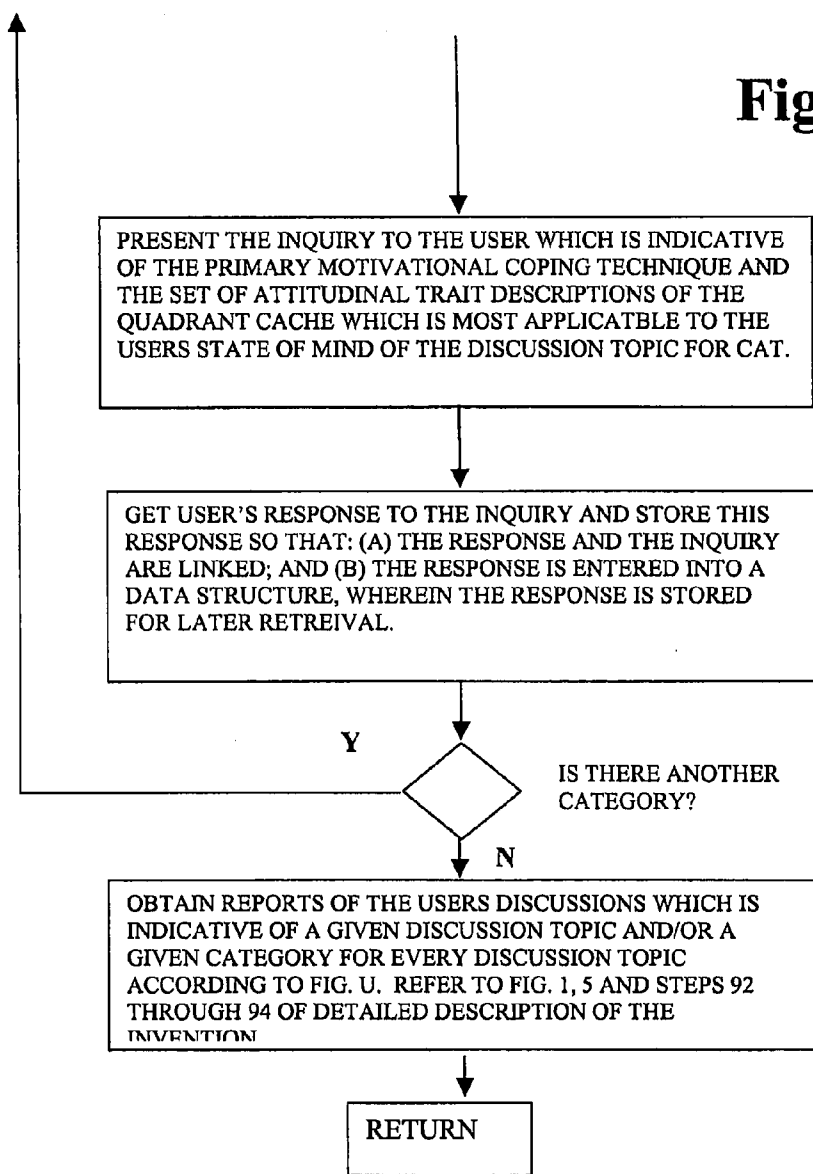 Fig
PRESENT THE INQUIRY TO THE USER WHICH IS INDICATIVE
OF THE PRIMARY MOTIVATIONAL COPING TECHNIQUE AND
THE SET OF ATTITUDINAL TRAIT DESCRIPTIONS OF THE
QUADRANT CACHE WHICH IS MOST APPLICATBLE TO THE
USERS STATE OF MIND OF THE DISCUSSION TOPIC FOR CAT.
GET USER'S RESPONSE TO THE INQUIRY AND STORE THIS
RESPONSE SO THAT: (A) THE RESPONSE AND THE INQUIRY
ARE LINKED; AND (B) THE RESPONSE IS ENTERED INTO A
DATA STRUCTURE, WHEREIN THE RESPONSE IS STORED
FOR LATER RETREIVAL.
Y
IS THERE ANOTHER
CATEGORY?
N
OBTAIN REPORTS OF THE USERS DISCUSSIONS WHICH IS
INDICATIVE OF A GIVEN DISCUSSION TOPIC AND/OR A
GIVEN CATEGORY FOR EVERY DISCUSSION TOPIC
ACCORDING TO FIG. U. REFER TO FIG. 1, 5 AND STEPS 92
THROUGH 94 OF DETAILED DESCRIPTION OF THE
INVENTION
RETURN